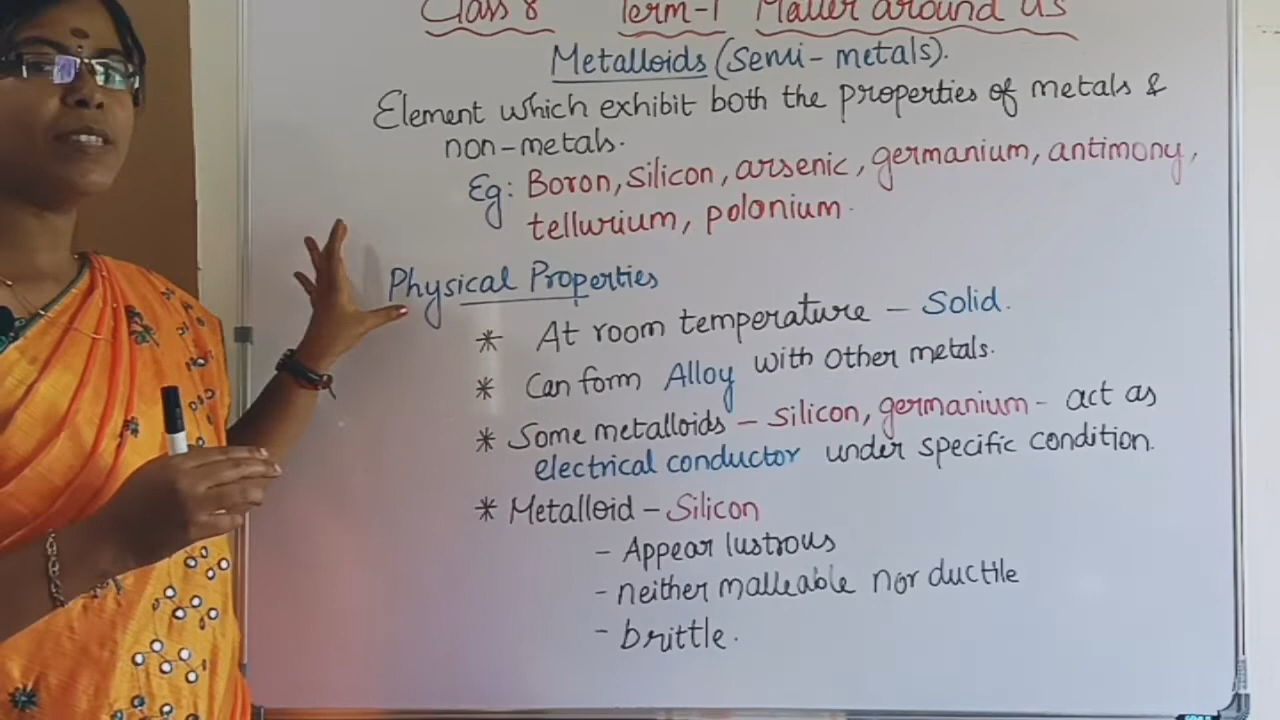 Class 8 Term-1 Matter around us
Metalloids (Semi-metals).
Element which exhibit both the properties of metals &
non-metals.
Eg: Boron, Silicon, arsenic, germanium, antimony,
tellurium, polonium.
Physical Properties
* At room temperature - Solid.
* Can form Alloy with other metals.
* Some metalloids - Silicon, germanium - act as
electrical conductor under specific condition.
* Metalloid - Silicon
- Appear lustrous
- neither malleable nor ductile
- brittle.